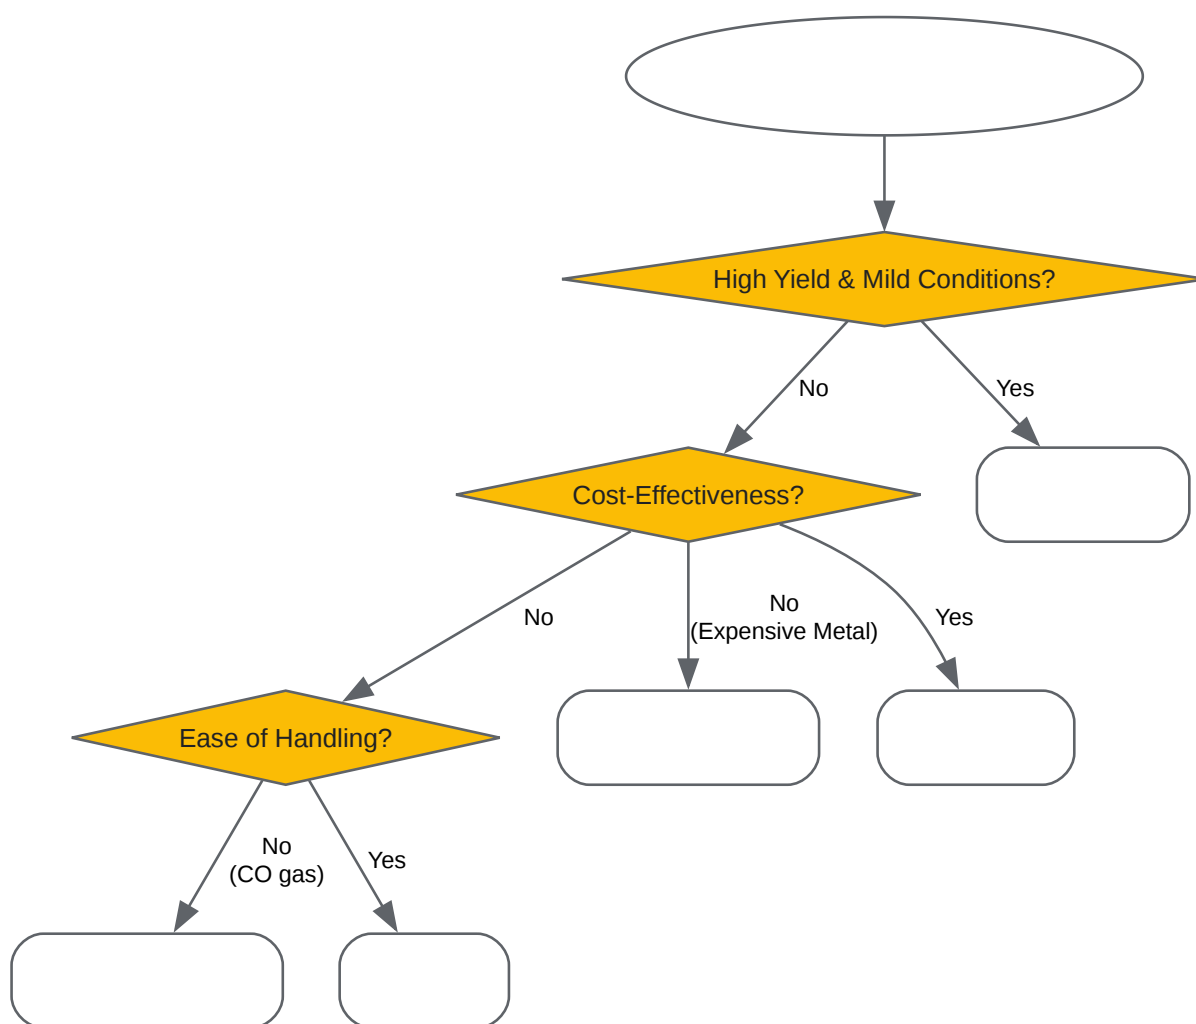 High Yield & Mild Conditions?
No
Yes
Cost-Effectiveness?
No
No
(Expensive Metal)
Yes
Ease of Handling?
No
(CO gas)
Yes